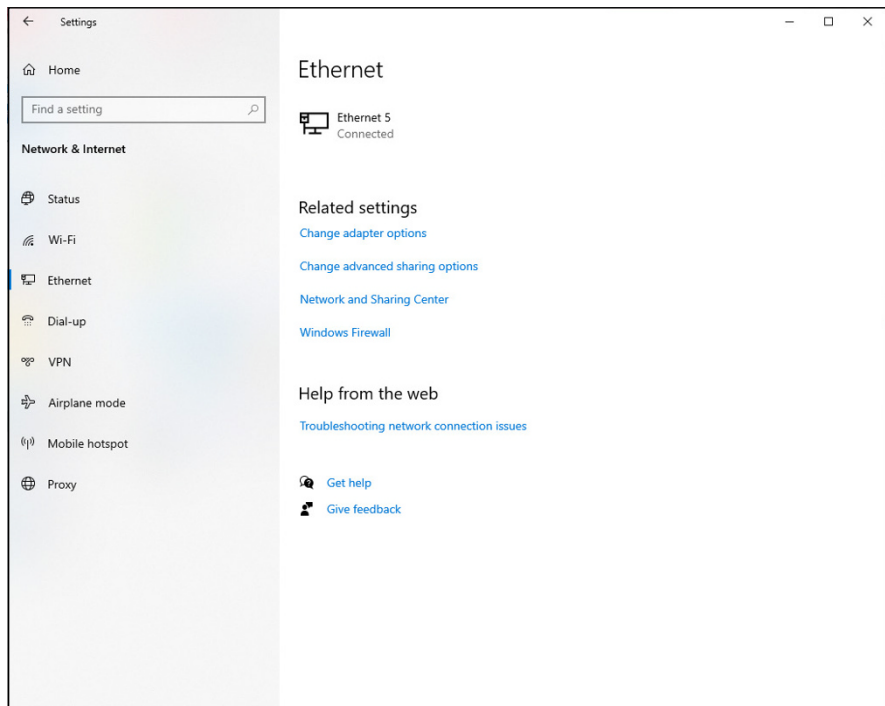 Settings
Home
Find a setting
Network & Internet
Status
Wi-Fi
Ethernet
Dial-up
VPN
Airplane mode
Mobile hotspot
Proxy
Ethernet
Ethernet 5
Connected
Related settings
Change adapter options
Change advanced sharing options
Network and Sharing Center
Windows Firewall
Help from the web
Troubleshooting network connection issues
Get help
Give feedback